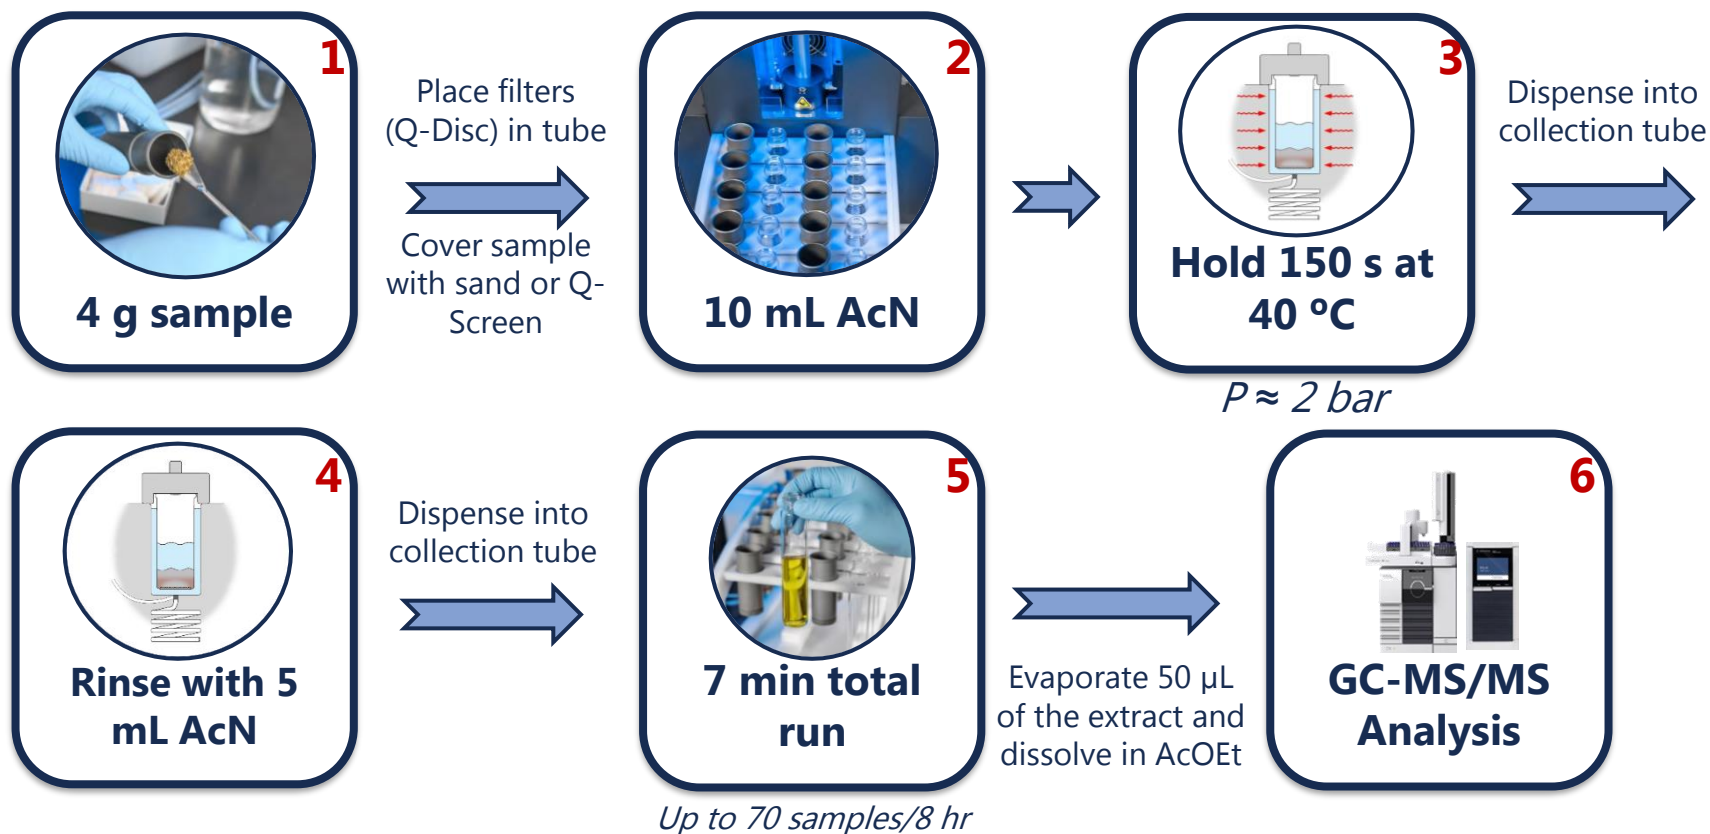 1
4 g sample
Place filters
(Q-Disc) in tube
Cover sample
with sand or Q-
Screen
2
10 mL AcN
3
Hold 150 s at
40 ºC
P ≈ 2 bar
Dispense into
collection tube
4
Rinse with 5
mL AcN
Dispense into
collection tube
5
7 min total
run
Up to 70 samples/8 hr
Evaporate 50 µL
of the extract and
dissolve in AcOEt
6
GC-MS/MS
Analysis